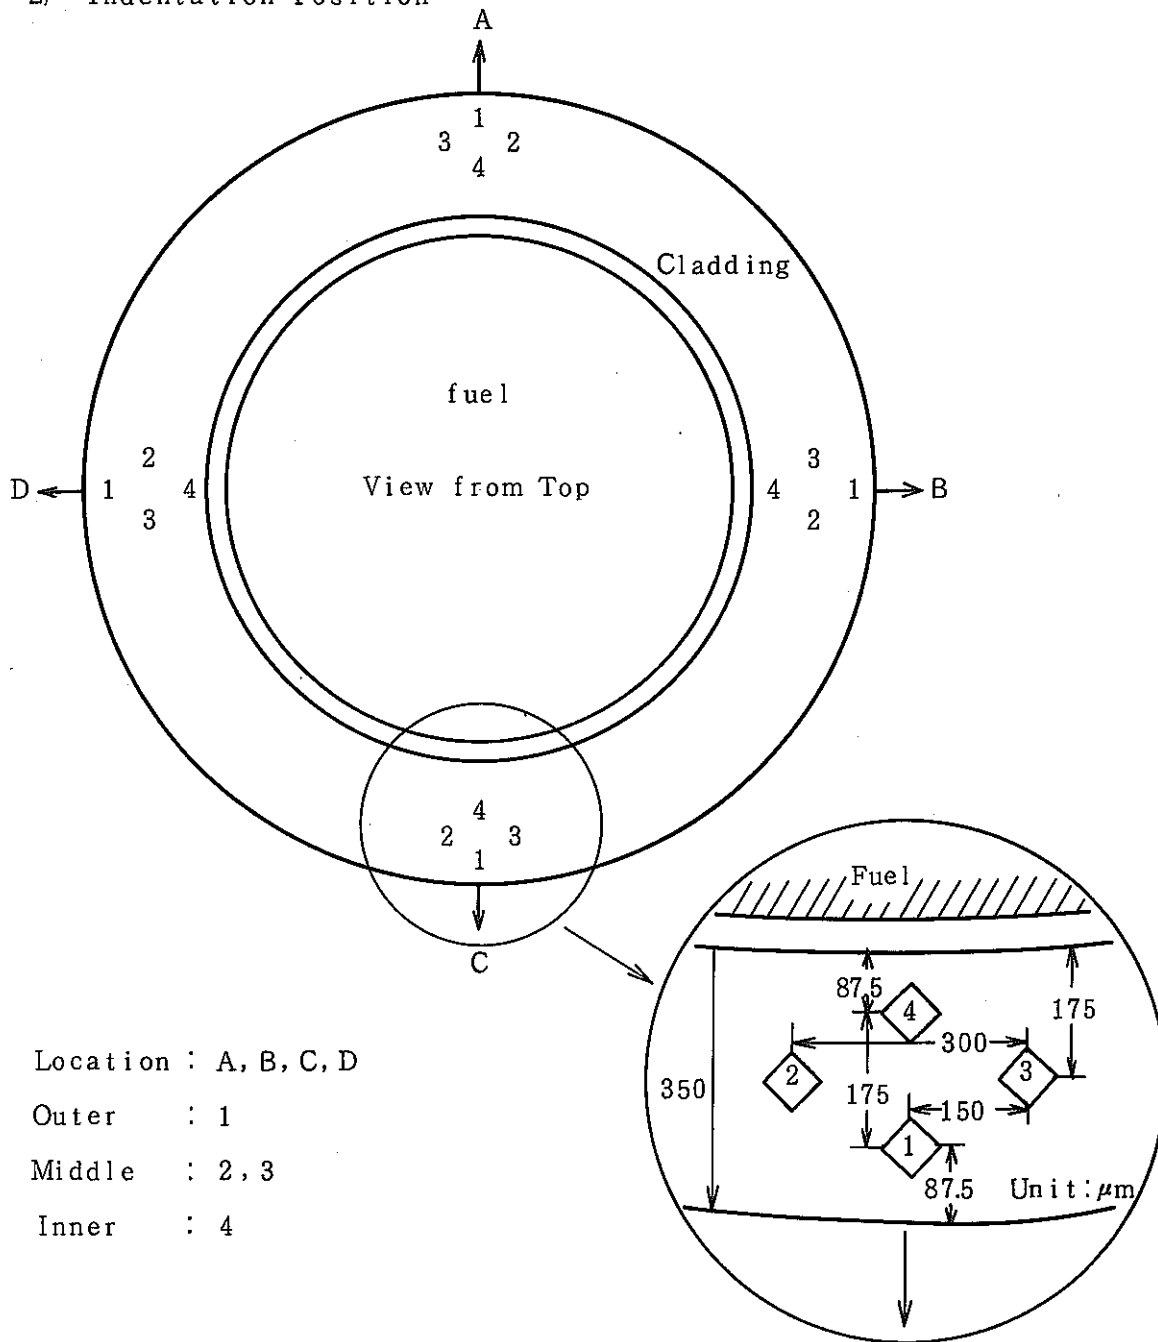 2) Indentation Position
A
1
3 2
4
Cladding
fuel
2
3
D 1 4 View from Top 4 1 B
3
2
4
2 3
1
C
Fuel
87.5
4
175
300
2
3
350
175
150
1
87.5 Unit:μm
Location : A, B, C, D
Outer : 1
Middle : 2, 3
Inner : 4